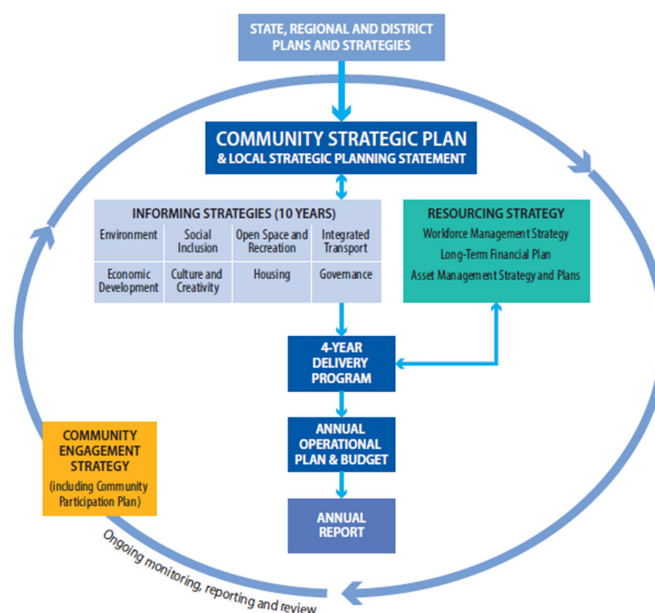 STATE, REGIONAL AND DISTRICT
PLANS AND STRATEGIES
COMMUNITY STRATEGIC PLAN
& LOCAL STRATEGIC PLANNING STATEMENT
INFORMING STRATEGIES (10 YEARS)
Environment
Social
Inclusion
Open Space and
Recreation
Integrated
Transport
Economic
Development
Culture and
Creativity
Housing
Governance
RESOURCING STRATEGY
Workforce Management Strategy
Long-Term Financial Plan
Asset Management Strategy and Plans
4-YEAR
DELIVERY
PROGRAM
ANNUAL
OPERATIONAL
PLAN & BUDGET
COMMUNITY
ENGAGEMENT
STRATEGY
(including Community
Participation Plan)
ANNUAL
REPORT
Ongoing monitoring, reporting and review